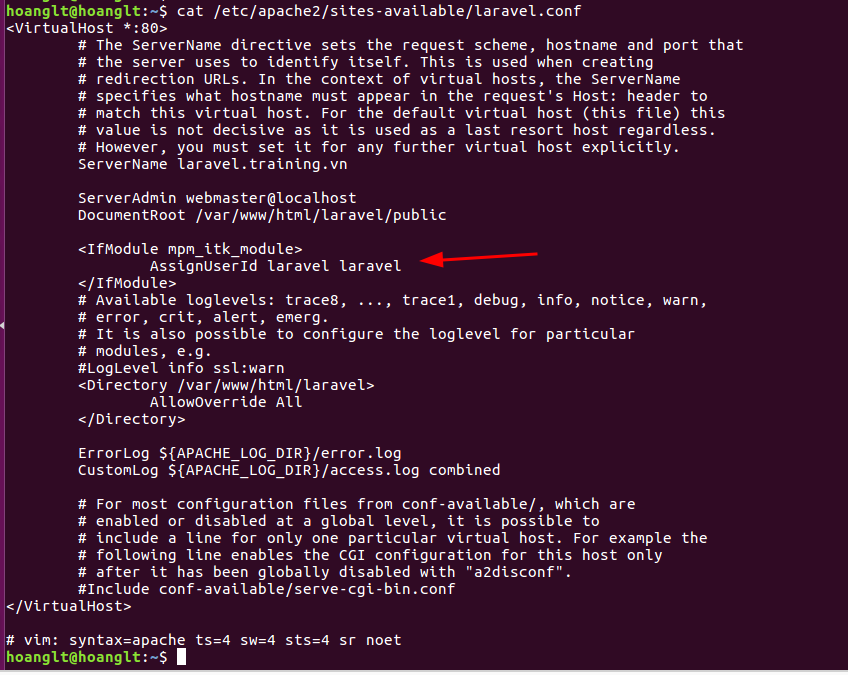 hoanglt@hoanglt:~$ cat /etc/apache2/sites-available/laravel.conf
<VirtualHost *:80>
        # The ServerName directive sets the request scheme, hostname and port that
        # the server uses to identify itself. This is used when creating
        # redirection URLs. In the context of virtual hosts, the ServerName
        # specifies what hostname must appear in the request's Host: header to
        # match this virtual host. For the default virtual host (this file) this
        # value is not decisive as it is used as a last resort host regardless.
        # However, you must set it for any further virtual host explicitly.
        ServerName laravel.training.vn

        ServerAdmin webmaster@localhost
        DocumentRoot /var/www/html/laravel/public

        <IfModule mpm_itk_module>
                AssignUserId laravel laravel
        </IfModule>
        # Available loglevels: trace8, ..., trace1, debug, info, notice, warn,
        # error, crit, alert, emerg.
        # It is also possible to configure the loglevel for particular
        # modules, e.g.
        #LogLevel info ssl:warn
        <Directory /var/www/html/laravel>
                AllowOverride All
        </Directory>

        ErrorLog ${APACHE_LOG_DIR}/error.log
        CustomLog ${APACHE_LOG_DIR}/access.log combined

        # For most configuration files from conf-available/, which are
        # enabled or disabled at a global level, it is possible to
        # include a line for only one particular virtual host. For example the
        # following line enables the CGI configuration for this host only
        # after it has been globally disabled with "a2disconf".
        #Include conf-available/serve-cgi-bin.conf
</VirtualHost>

# vim: syntax=apache ts=4 sw=4 sts=4 sr noet
hoanglt@hoanglt:~$